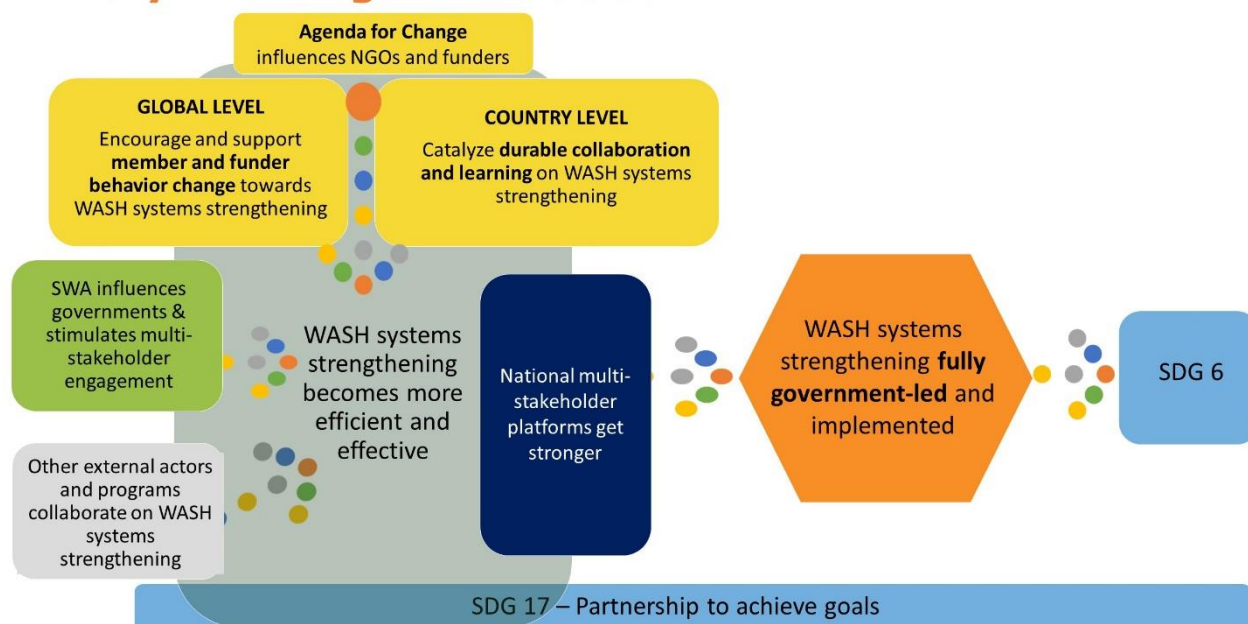 Agenda for Change
influences NGOs and funders
GLOBAL LEVEL
Encourage and support
member and funder
behavior change towards
WASH systems strengthening
COUNTRY LEVEL
Catalyze durable collaboration
and learning on WASH systems
strengthening
SWA influences
governments &
stimulates multi-
stakeholder
engagement
WASH systems
strengthening
becomes more
efficient and
effective
National multi-
stakeholder
platforms get
stronger
WASH systems
strengthening fully
government-led and
implemented
SDG 6
Other external actors
and programs
collaborate on WASH
systems
strengthening
SDG 17 – Partnership to achieve goals